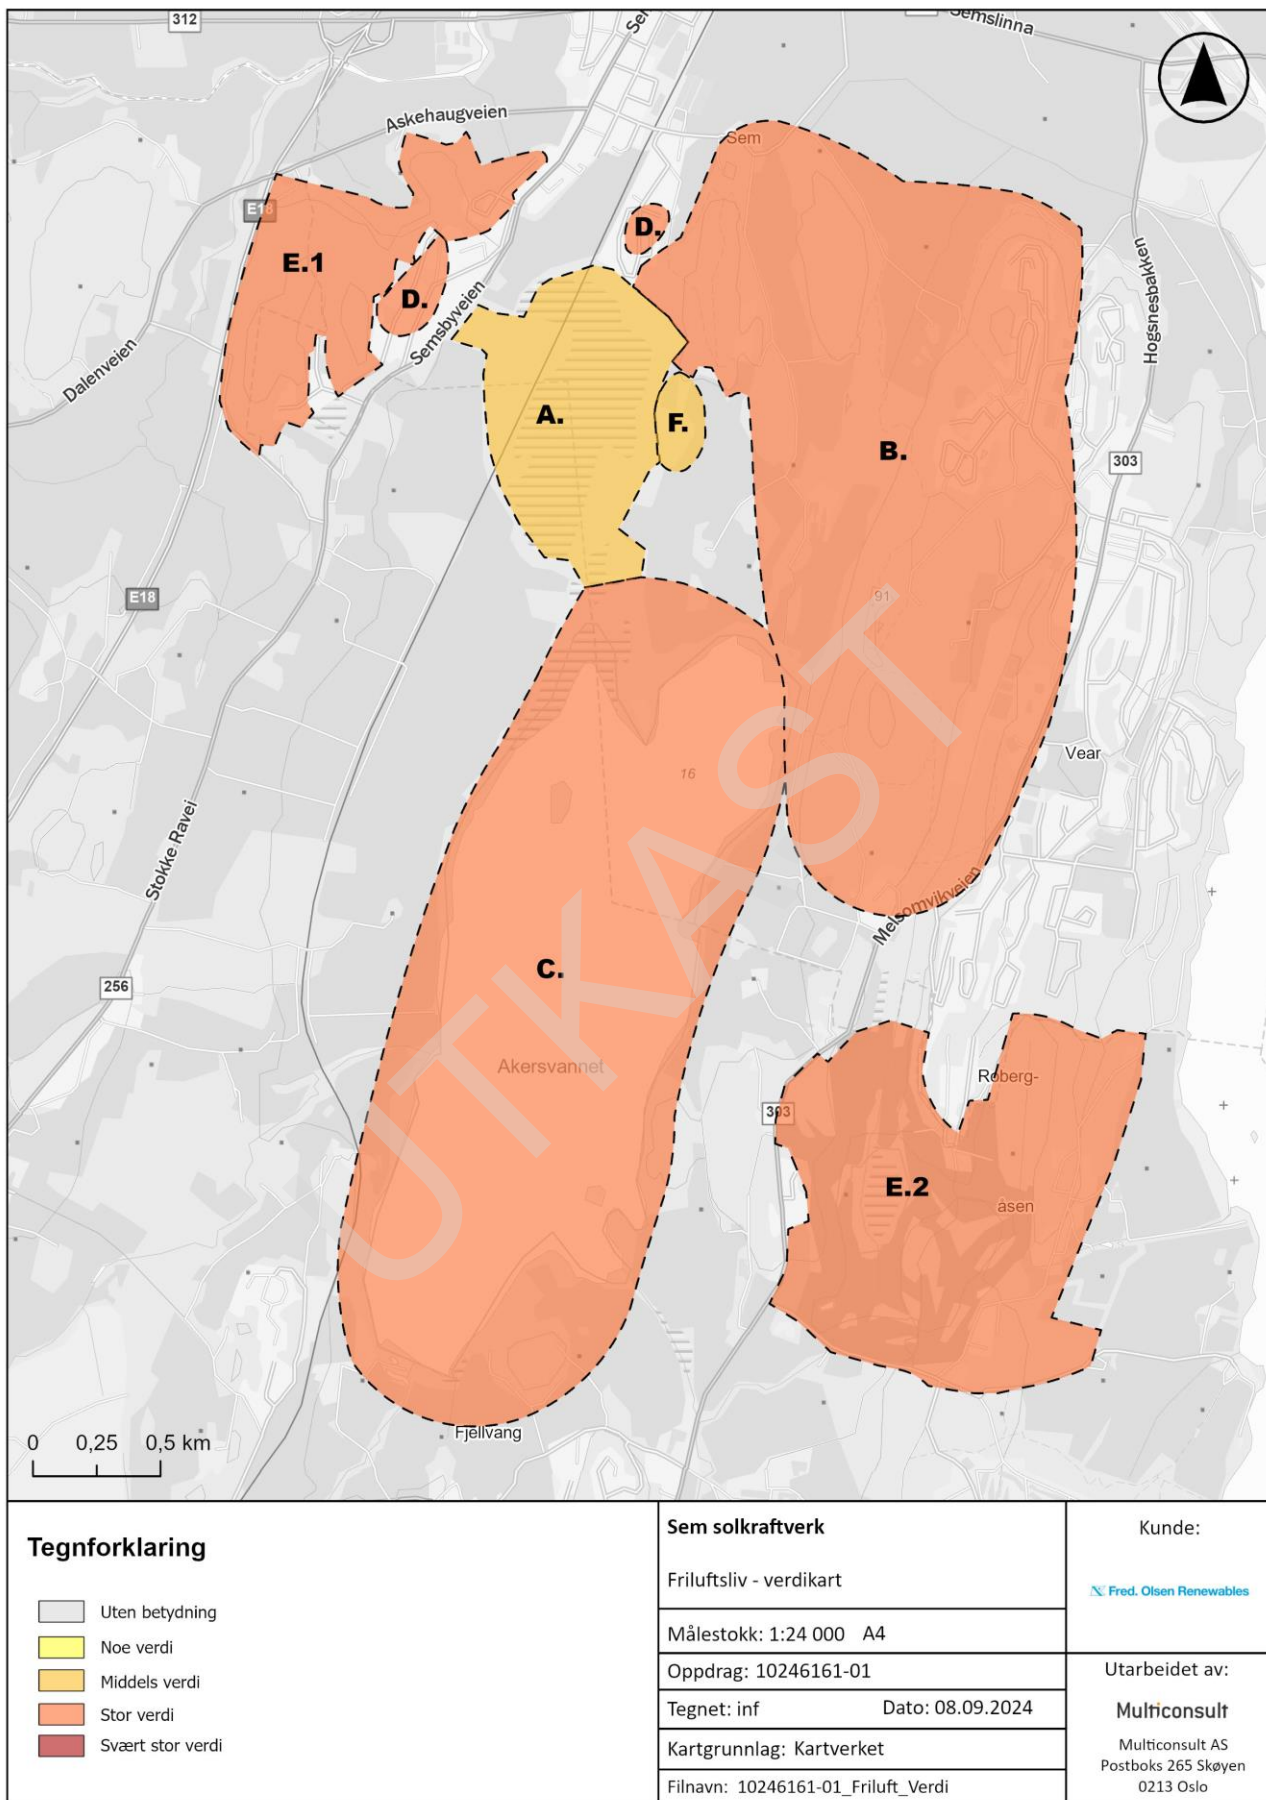 312
Sem
Semslinna
Askehaugveien
Sem
E18
D.
E.1
Hogsnesbakken
D.
Semsbyveien
Dalenveien
A.
F.
B.
303
E18
91
Vear
16
Stokke Ravei
UTKAST
Melsomvikveien
C.
256
Akersvannet
Roberg-
303
E.2
åsen
Fjellvang
0 0,25 0,5 km
Tegnforklaring
Uten betydning
Noe verdi
Middels verdi
Stor verdi
Svært stor verdi
Sem solkraftverk
Friluftsliv - verdikart
Målestokk: 1:24 000 A4
Oppdrag: 10246161-01
Tegnet: inf Dato: 08.09.2024
Kartgrunnlag: Kartverket
Filnavn: 10246161-01_Friluft_Verdi
Kunde:
Fred. Olsen Renewables
Utarbeidet av:
Multiconsult
Multiconsult AS
Postboks 265 Skøyen
0213 Oslo